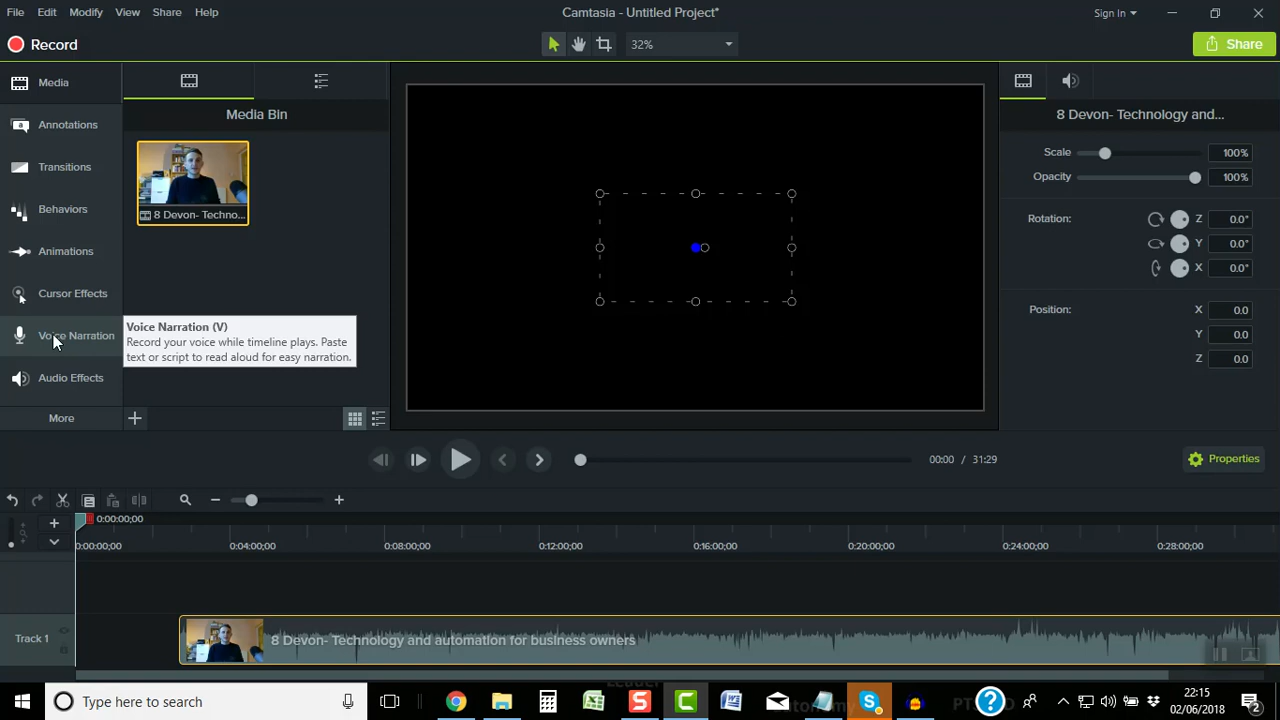 File Edit Modify View Share Help
Camtasia - Untitled Project*
Sign In
Record
32%
Share
Media
Annotations
Transitions
Behaviors
Animations
Cursor Effects
Voice Narration
Audio Effects
More
Media Bin
8 Devon- Techno...
Voice Narration (V)
Record your voice while timeline plays. Paste
text or script to read aloud for easy narration.
8 Devon- Technology and...
Scale 100%
Opacity 100%
Rotation: Z 0.0°
Y 0.0°
X 0.0°
Position: X 0.0
Y 0.0
Z 0.0
00:00 / 31:29
Properties
0:00:00;00
0:00:00;00 0:04:00;00 0:08:00;00 0:12:00;00 0:16:00;00 0:20:00;00 0:24:00;00 0:28:00;00
Track 1
8 Devon- Technology and automation for business owners
Type here to search
22:15
02/06/2018
2